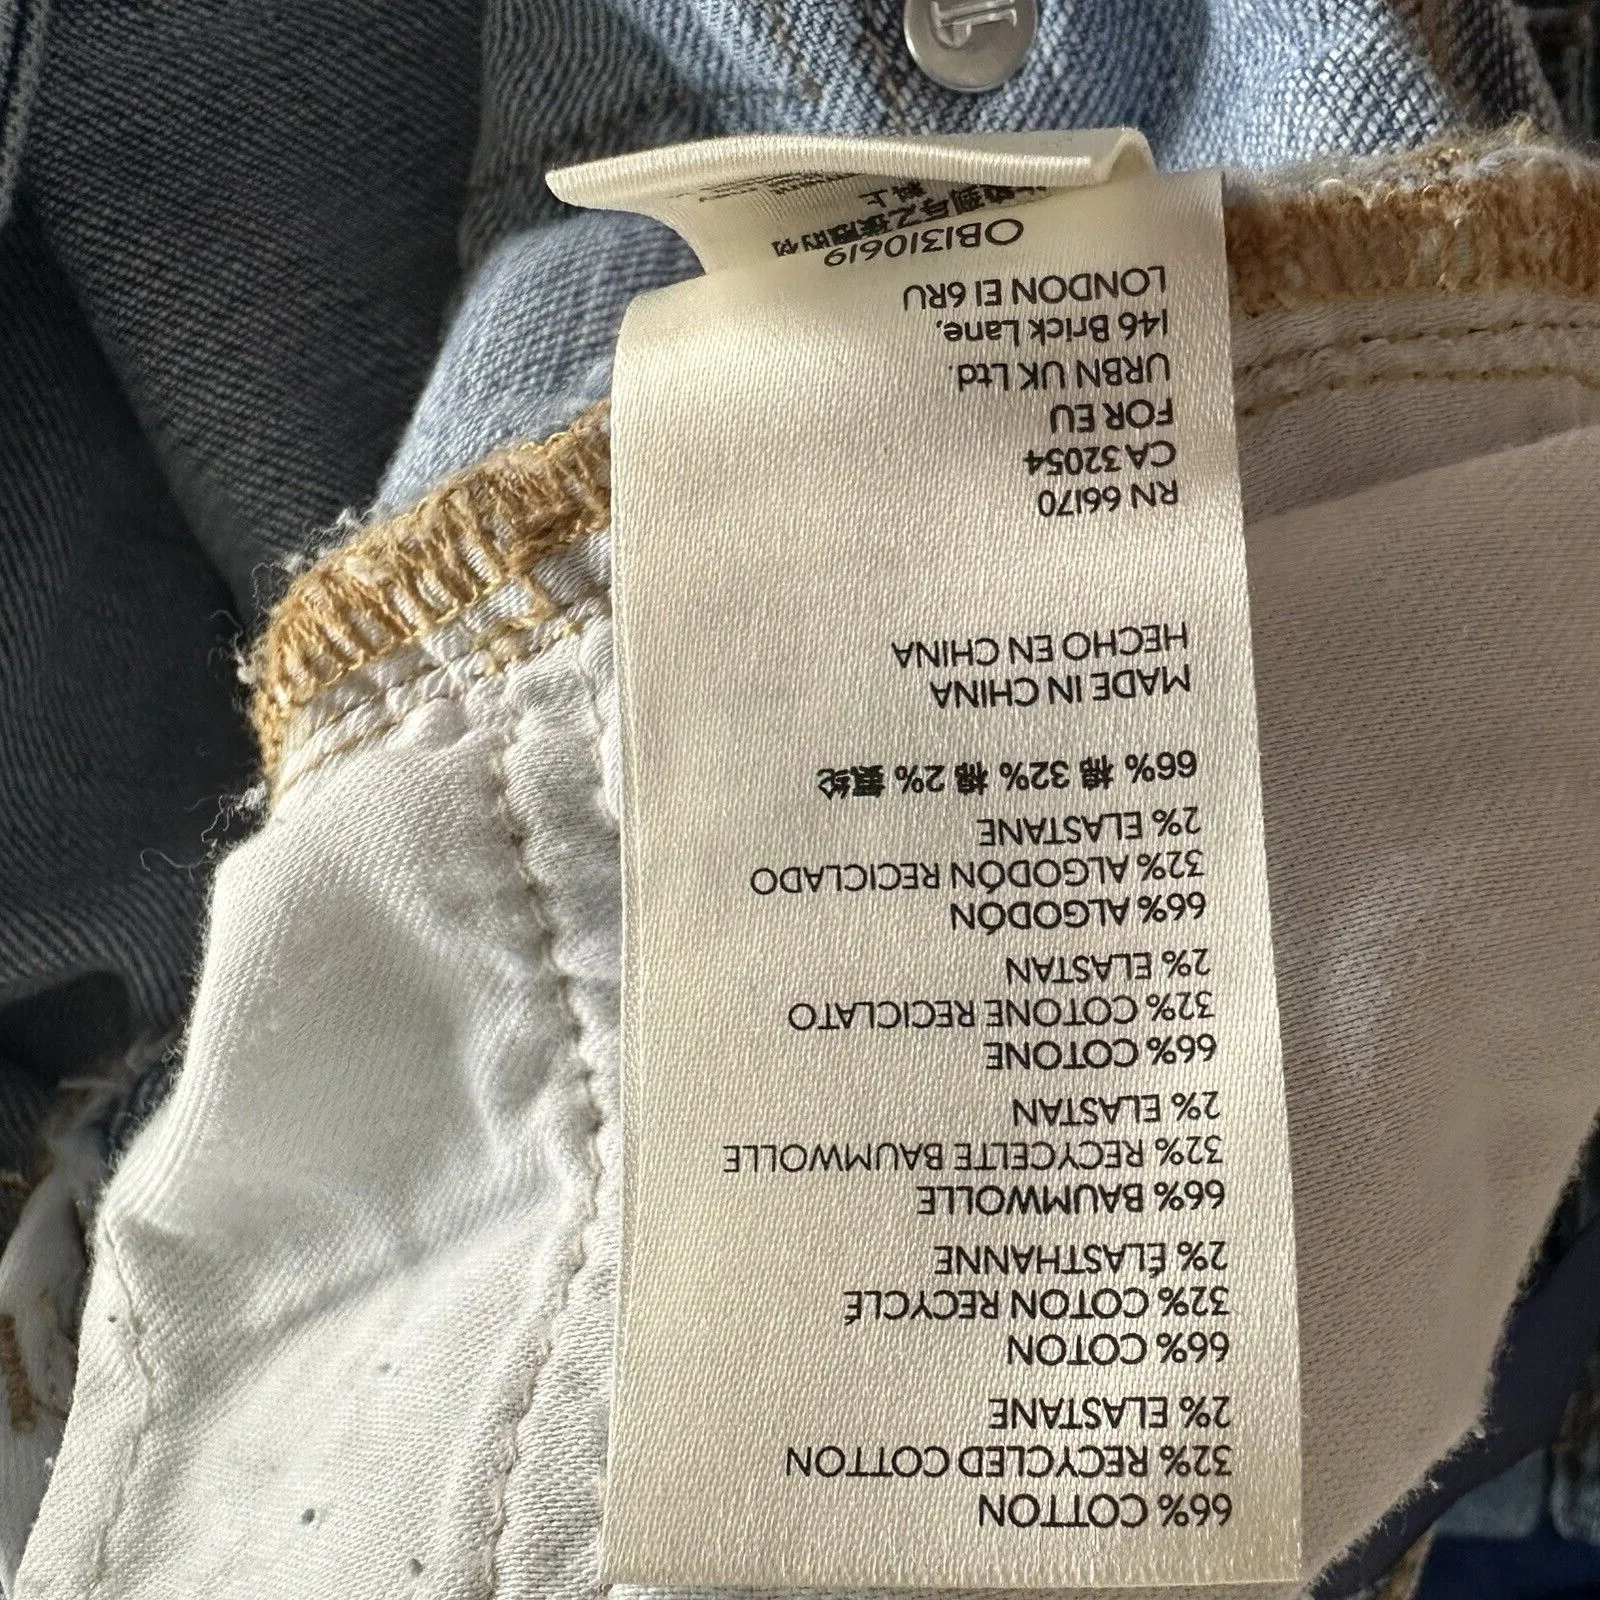 66% COTTON
32% RECYCLED COTTON
2% ELASTANE
66% COTON
32% COTON RECYCLÉ
2% ÉLASTHANNE
66% BAUMWOLLE
32% RECYCELTE BAUMWOLLE
2% ELASTAN
66% COTONE
32% COTONE RECICLATO
2% ELASTAN
66% ALGODÓN
32% ALGODÓN RECICLADO
2% ELASTANE
66% 棉 32% 棉 2% 氨纶
MADE IN CHINA
HECHO EN CHINA
RN 66170
CA 32054
FOR EU
URBN UK Ltd.
146 Brick Lane,
LONDON E1 6RU
OB1310619